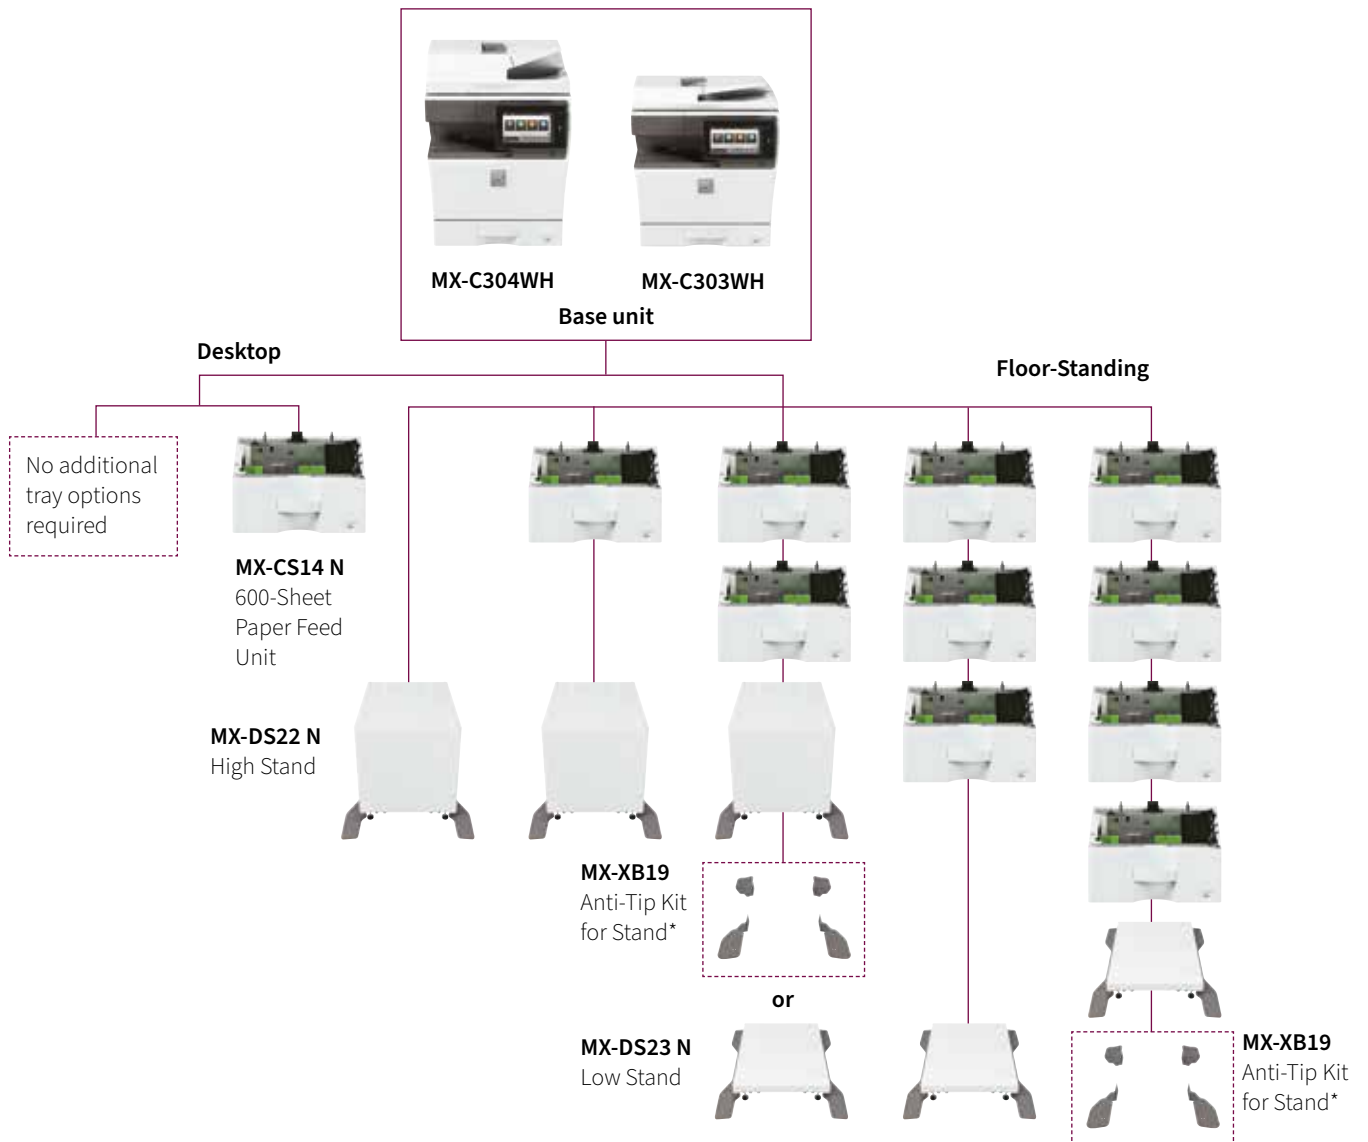 MX-C304WH
MX-C303WH
Base unit
Desktop
Floor-Standing
No additional
tray options
required
MX-CS14 N
600-Sheet
Paper Feed
Unit
MX-DS22 N
High Stand
MX-XB19
Anti-Tip Kit
for Stand*
or
MX-DS23 N
Low Stand
MX-XB19
Anti-Tip Kit
for Stand*